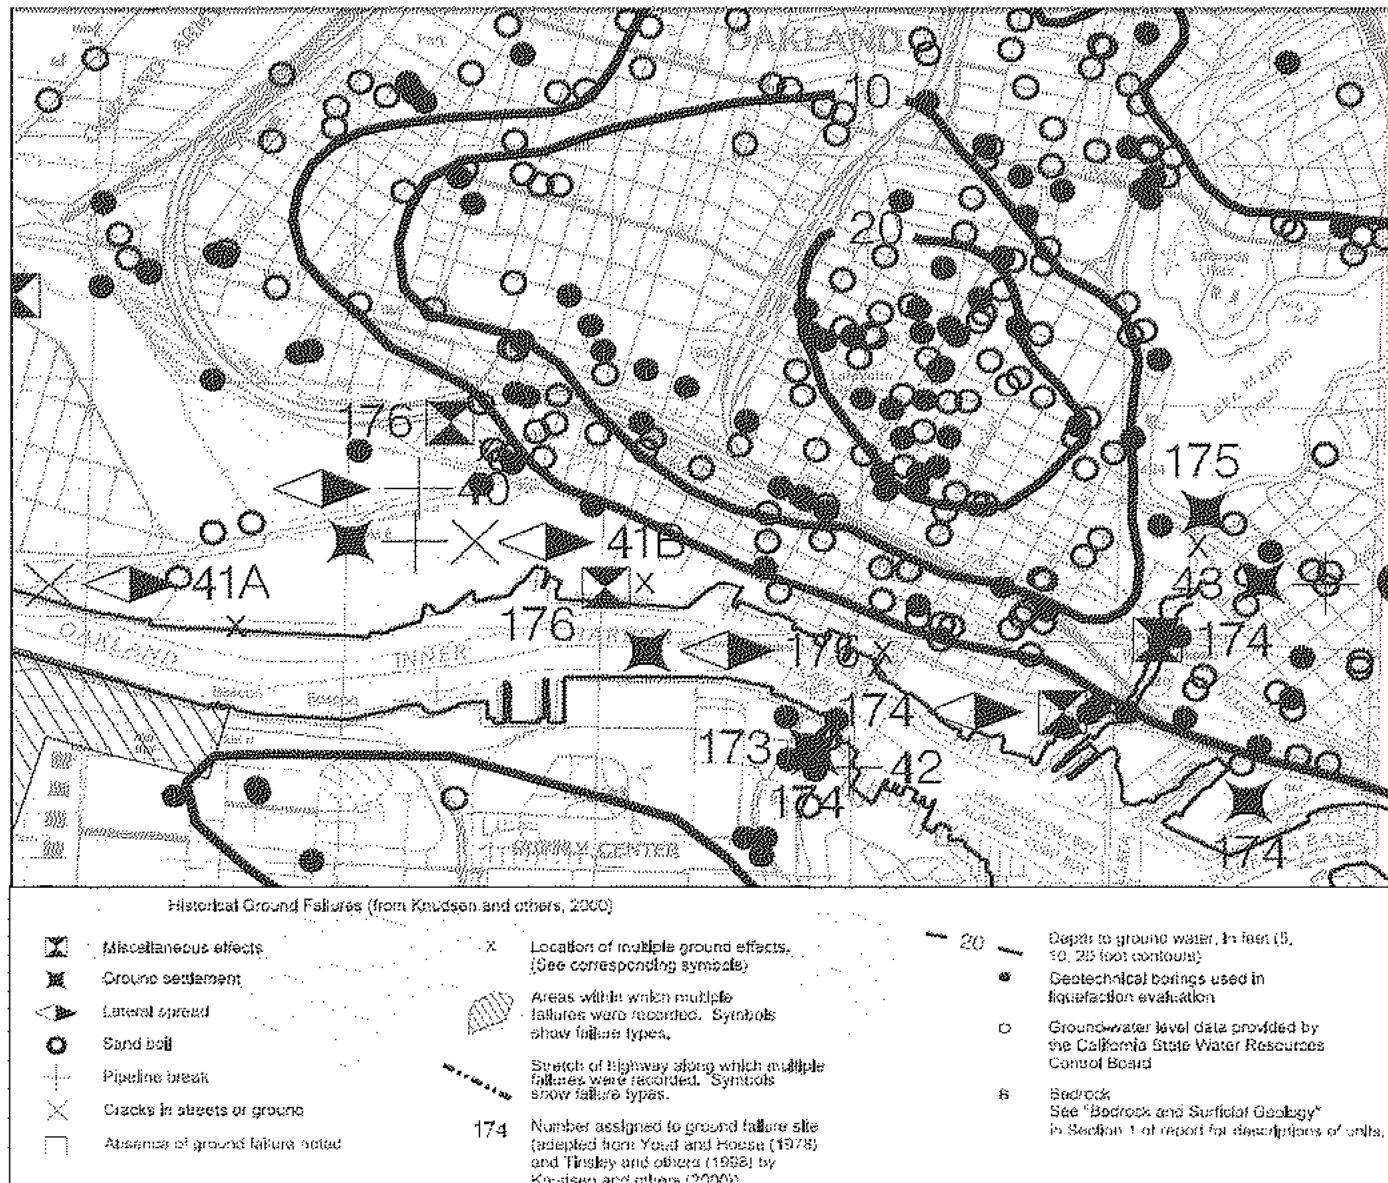 OAKLAND
10
20
176
175
40
41B
43
41A
176
174
OAKLAND
INNER
176
174
173
42
174
SUPPLY CENTER
174
Historical Ground Failures (from Knudsen and others, 2000)
Miscellaneous effects
Ground settlement
Lateral spread
Sand boil
Pipeline break
Cracks in streets or ground
Absence of ground failure noted
x Location of multiple ground effects.
(See corresponding symbols)
Areas within which multiple
failures were recorded. Symbols
show failure types.
Stretch of highway along which multiple
failures were recorded. Symbols
show failure types.
174 Number assigned to ground failure site
(adapted from Youd and Hoose (1978)
and Tinsley and others (1998) by
Knudsen and others (2000))
20 Depth to ground water, in feet (5,
10, 20 foot contours)
Geotechnical borings used in
liquefaction evaluation
Ground-water level data provided by
the California State Water Resources
Control Board
B Bedrock
See "Bedrock and Surficial Geology"
in Section 1 of report for descriptions of units.